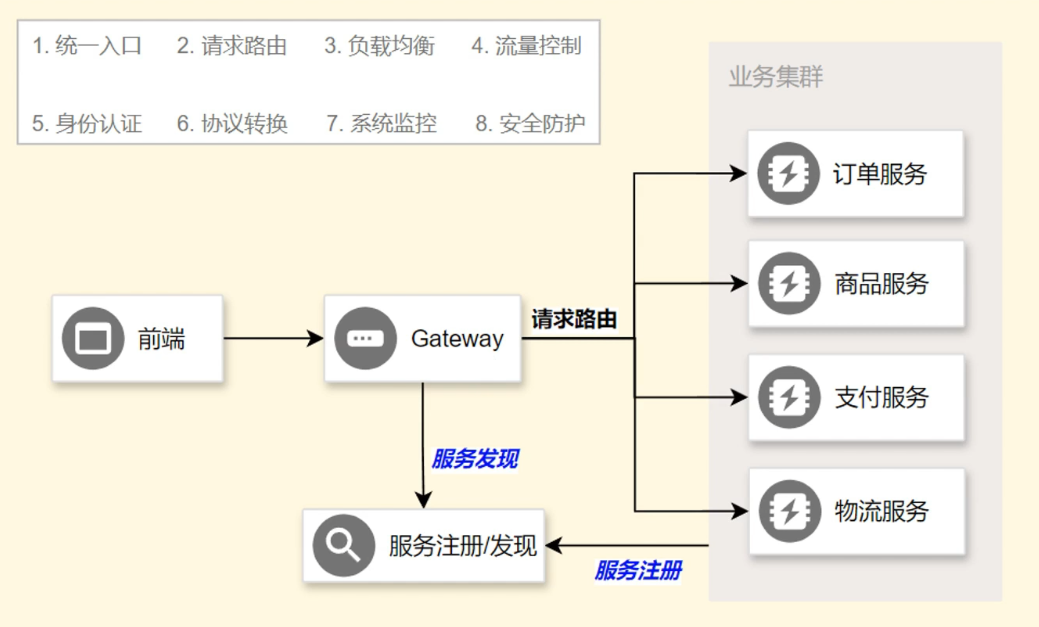 1. 统一入口 2. 请求路由 3. 负载均衡 4. 流量控制
5. 身份认证 6. 协议转换 7. 系统监控 8. 安全防护
业务集群
订单服务
商品服务
请求路由
前端
Gateway
支付服务
服务发现
物流服务
服务注册/发现
服务注册